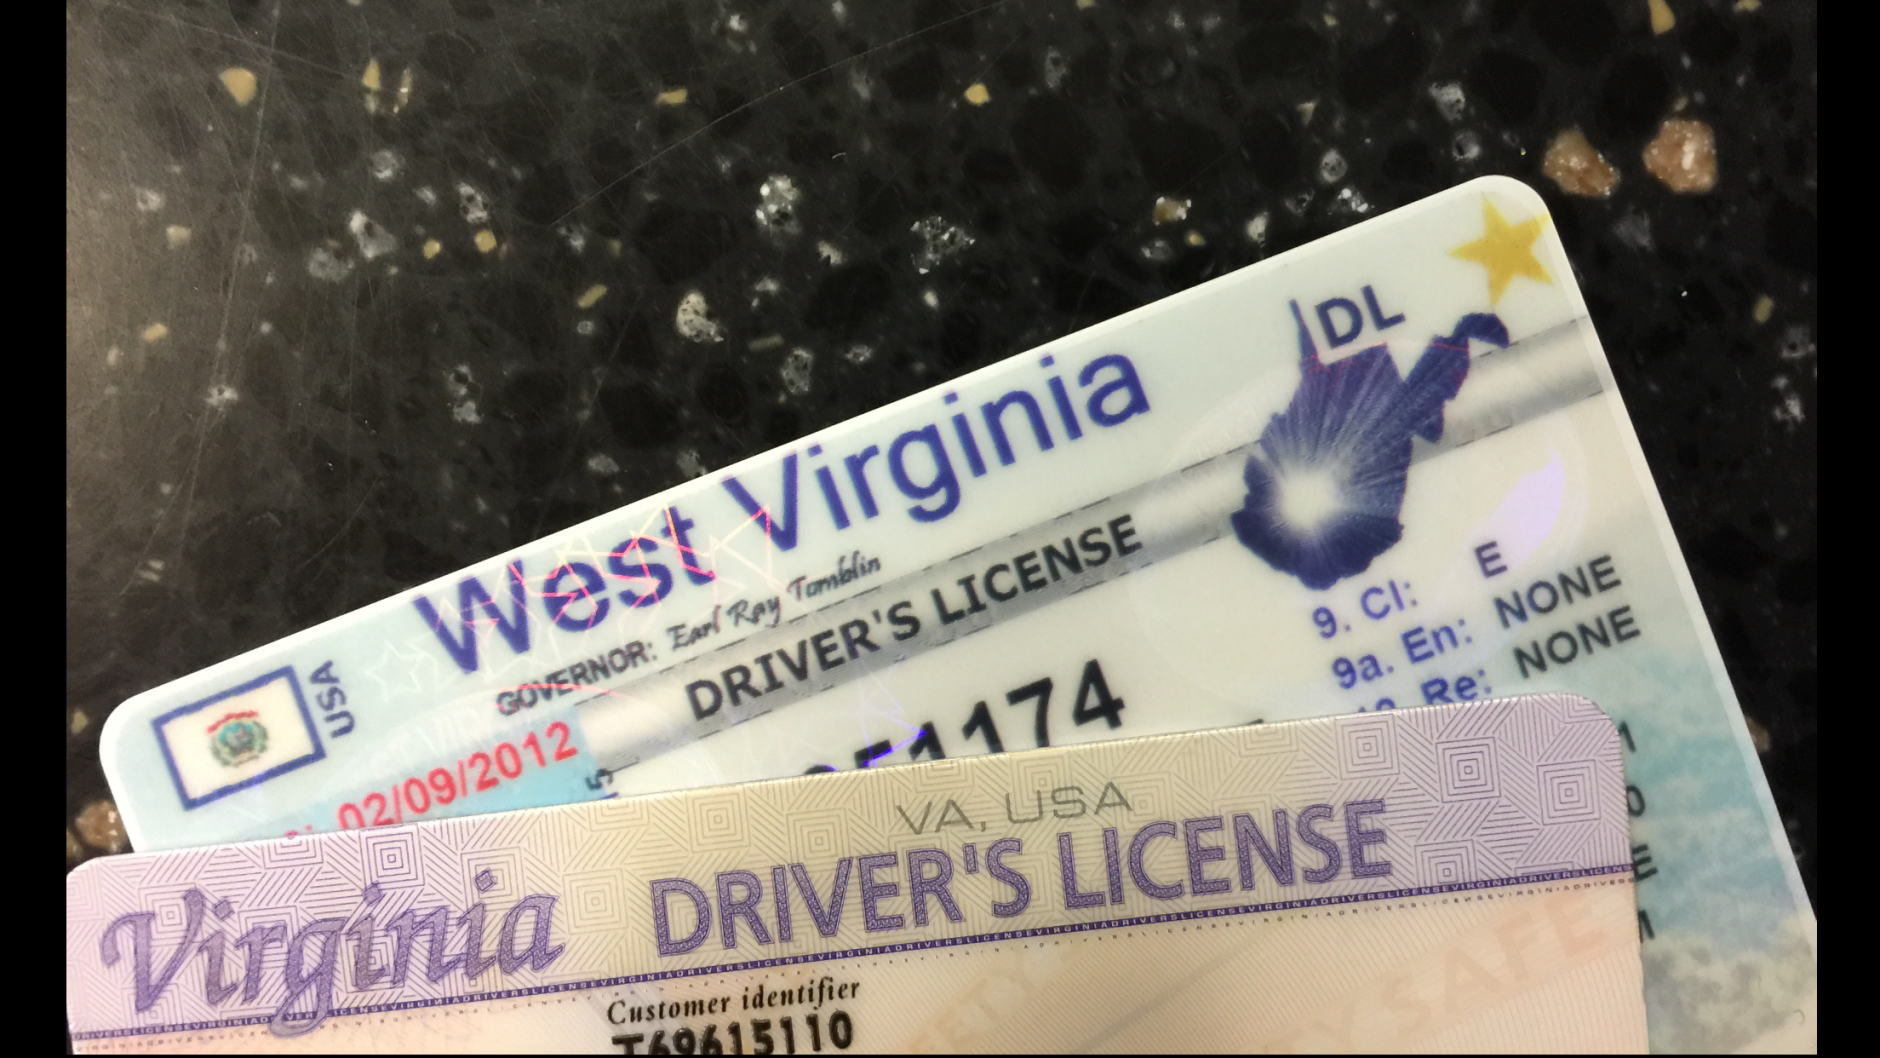 West Virginia
DL
GOVERNOR: Earl Ray Tomblin
DRIVER'S LICENSE
USA
9. Cl: E
9a. En: NONE
Re: NONE
02/09/2012
51174
VA, USA
Virginia DRIVER'S LICENSE
Customer identifier
T69615110